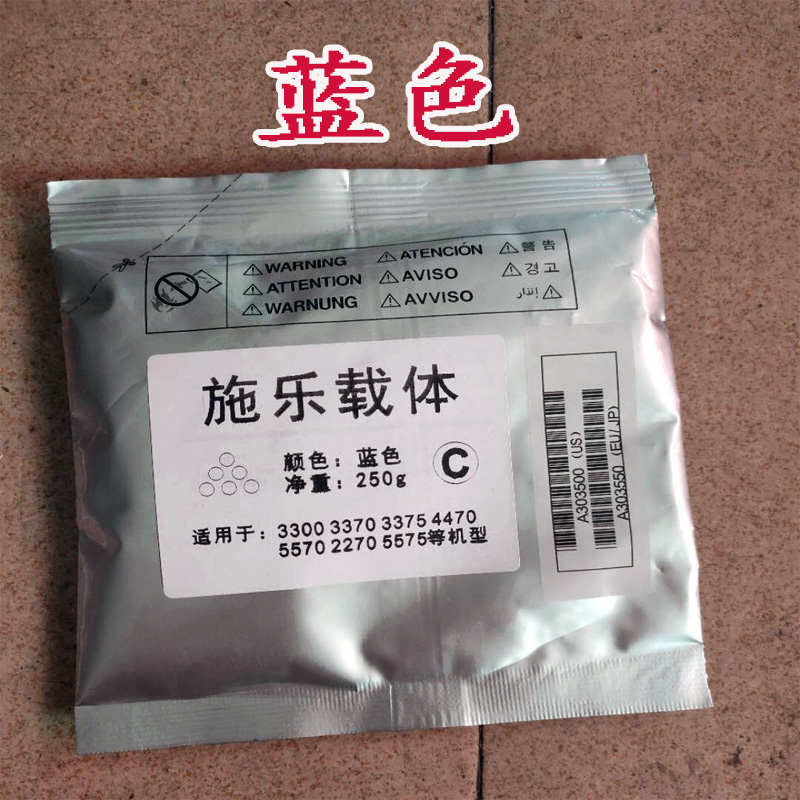 蓝色
⚠WARNING ⚠ATENCIÓN ⚠警告
⚠ATTENTION ⚠AVISO ⚠경고
⚠WARNUNG ⚠AVVISO إنذار⚠
施乐载体
颜色：蓝色
净重：250g
C
适用于：3300 3370 3375 4470
5570 2270 5575等机型
A303500 (US)
A303550 (EU/JP)